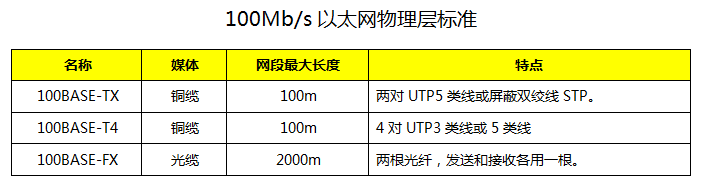 100Mb/s 以太网物理层标准
名称 媒体 网段最大长度 特点
100BASE-TX 铜缆 100m 两对 UTP5 类线或屏蔽双绞线 STP。
100BASE-T4 铜缆 100m 4 对 UTP3 类线或 5 类线
100BASE-FX 光缆 2000m 两根光纤，发送和接收各用一根。